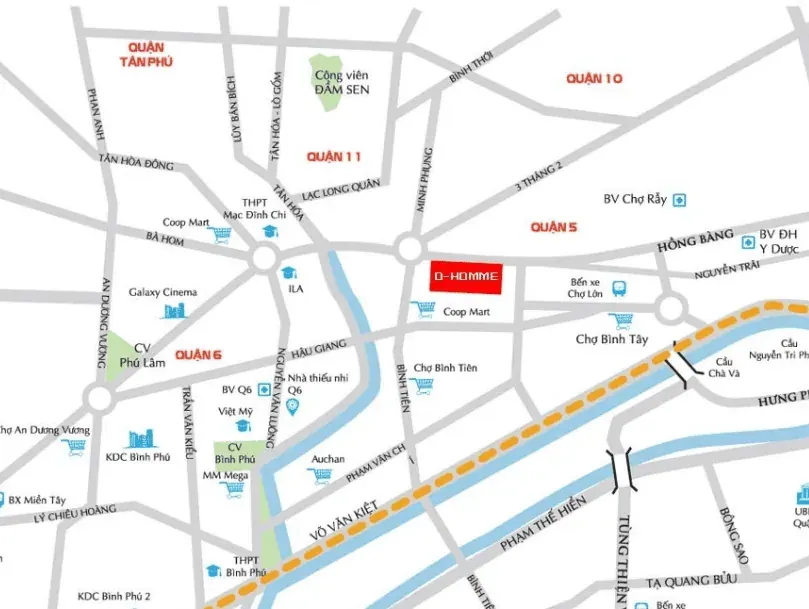 QUẬN
TÂN PHÚ
PHAN ANH
LŨY BÁN BÍCH
TÂN HÓA - LÒ GỐM
Công viên
ĐẦM SEN
BÌNH THỚI
QUẬN 10
TÂN HÒA ĐÔNG
QUẬN 11
TÂN HÓA
LẠC LONG QUÂN
MINH PHỤNG
3 THÁNG 2
THPT
Mạc Đĩnh Chi
Coop Mart
BÀ HOM
BV Chợ Rẫy
QUẬN 5
HỒNG BÀNG
BV ĐH
Y Dược
NGUYỄN TRÃI
ILA
D-HOMME
Bến xe
Chợ Lớn
Galaxy Cinema
Coop Mart
AN DƯƠNG VƯƠNG
CV
Phú Lâm
QUẬN 6
HẬU GIANG
Chợ Bình Tây
Cầu
Chà Và
Cầu
Nguyễn Tri Ph
NGUYỄN VĂN LUÔNG
Nhà thiếu nhi
Q6
BV Q6
BÌNH TIÊN
Chợ Bình Tiên
TRẦN VĂN KIỂU
Việt Mỹ
HƯNG P
Chợ An Dương Vương
KDC Bình Phú
CV
Bình Phú
MM Mega
Auchan
PHẠM VĂN CH
Í
BX Miền Tây
LÝ CHIÊU HOÀNG
VÕ VĂN KIỆT
PHẠM THẾ HIỂN
TÙNG THIỆN
BÔNG SAO
UB
Quậ
THPT
Bình Phú
TẠ QUANG BỬU
KDC Bình Phú 2
BÌNH TIÊ
Bến xe